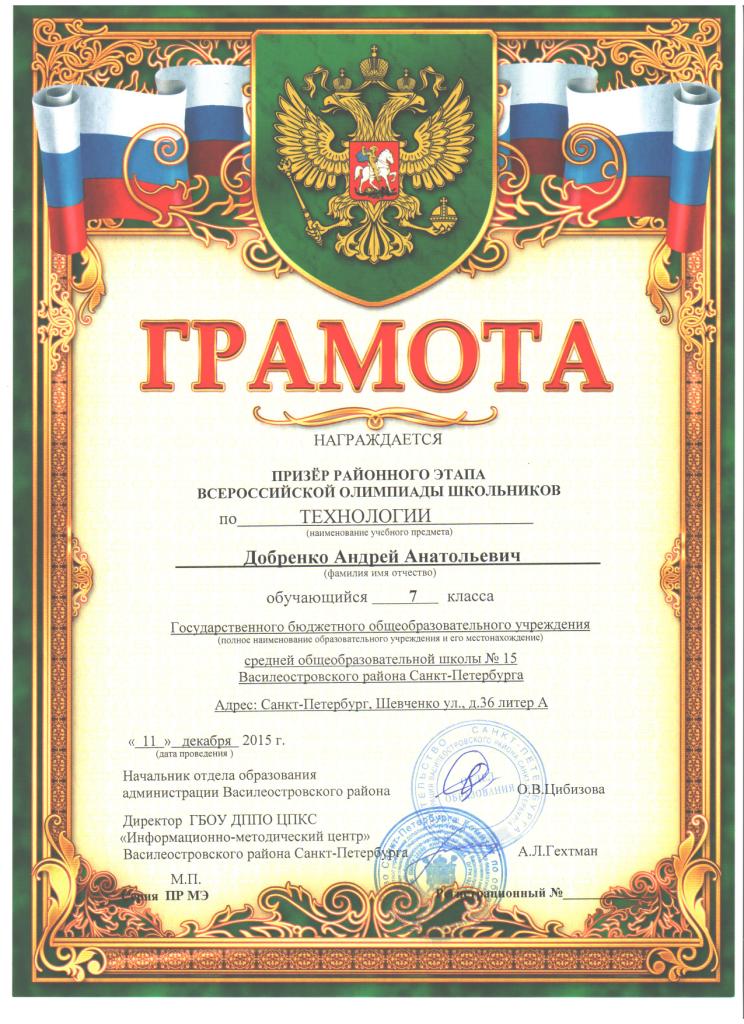 ГРАМОТА
НАГРАЖДАЕТСЯ
ПРИЗЁР РАЙОННОГО ЭТАПА
ВСЕРОССИЙСКОЙ ОЛИМПИАДЫ ШКОЛЬНИКОВ
по ТЕХНОЛОГИИ
(наименование учебного предмета)
Добренко Андрей Анатольевич
(фамилия имя отчество)
обучающийся 7 класса
Государственного бюджетного общеобразовательного учреждения
(полное наименование образовательного учреждения и его местонахождение)
средней общеобразовательной школы № 15
Василеостровского района Санкт-Петербурга
Адрес: Санкт-Петербург, Шевченко ул., д.36 литер А
« 11 » декабря 2015 г.
(дата проведения )
Начальник отдела образования
администрации Василеостровского района О.В.Цибизова
Директор ГБОУ ДППО ЦПКС
«Информационно-методический центр»
Василеостровского района Санкт-Петербурга А.Л.Гехтман
М.П.
Серия ПР МЭ Регистрационный №